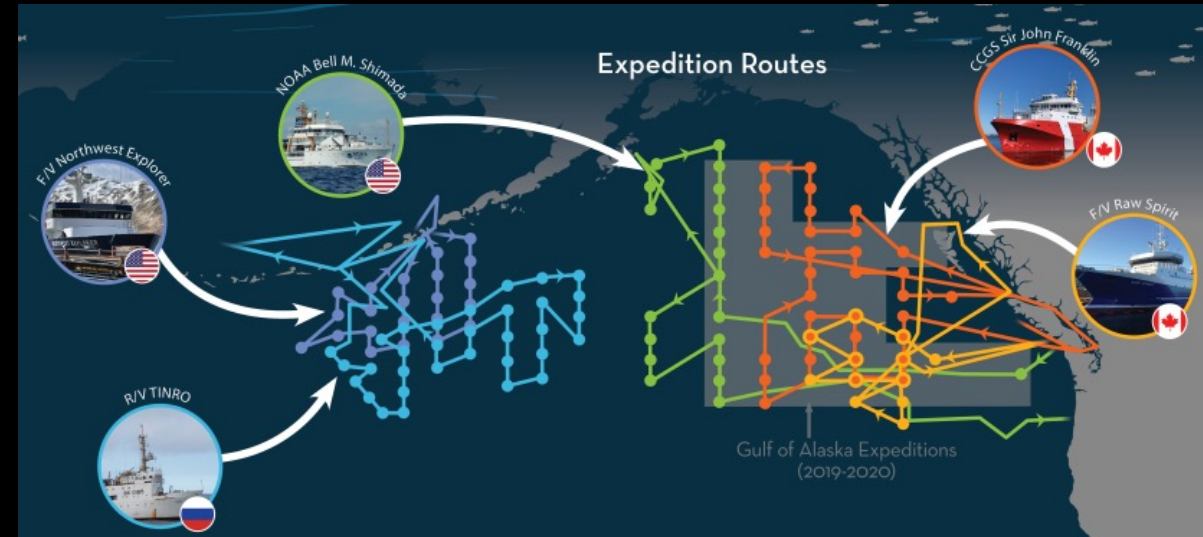 Expedition Routes
NOAA Bell M. Shimada
CCGS Sir John Franklin
F/V Northwest Explorer
F/V Raw Spirit
R/V TINRO
Gulf of Alaska Expeditions
(2019-2020)